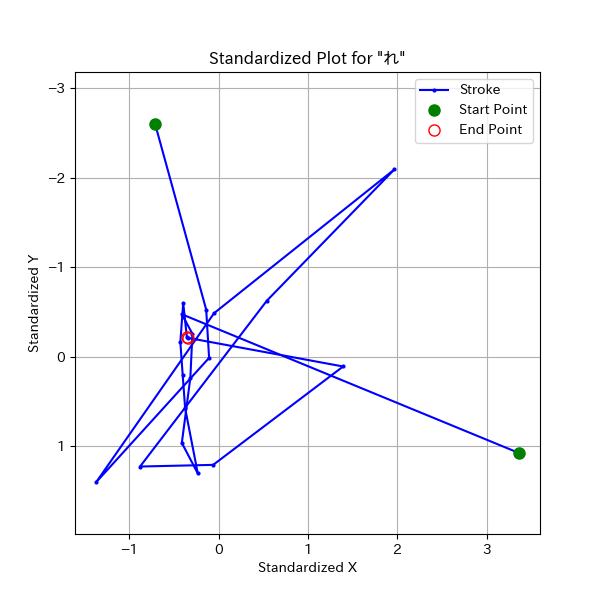 Standardized Plot for "れ"
Stroke
Start Point
End Point
−3
−2
−1
0
1
Standardized Y
−1
0
1
2
3
Standardized X